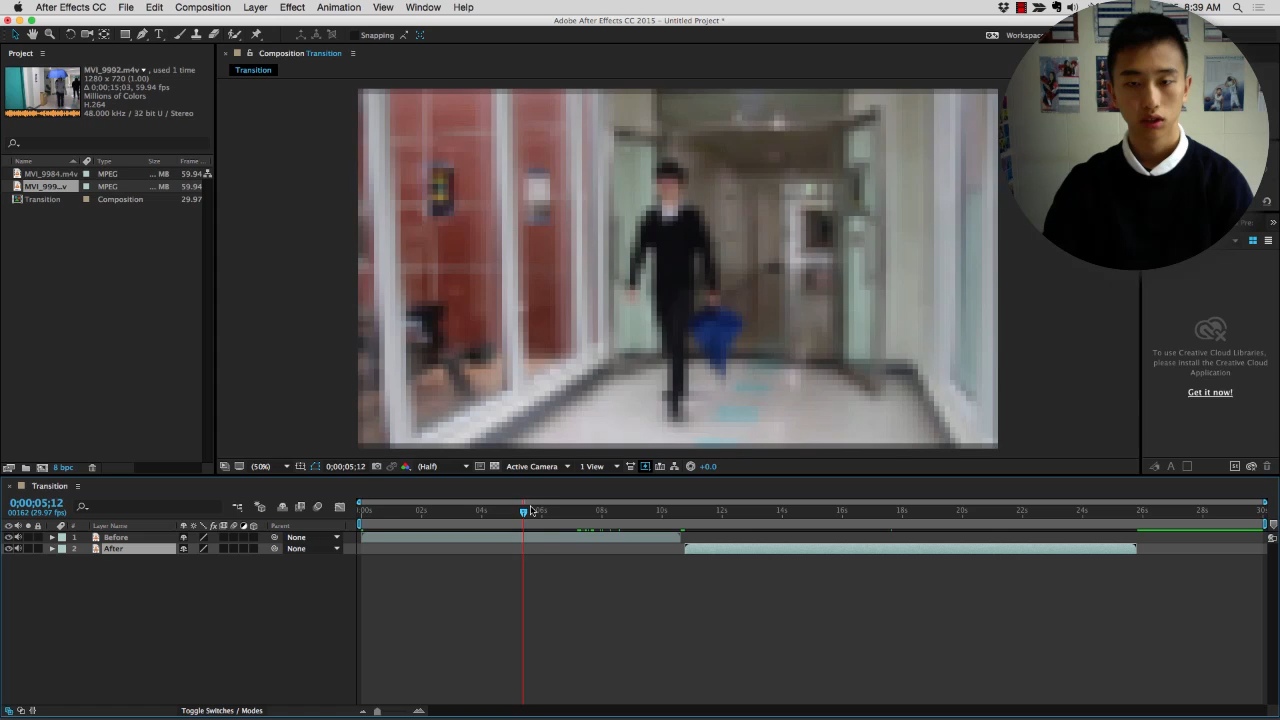 After Effects CC File Edit Composition Layer Effect Animation View Window Help
8:39 AM
Adobe After Effects CC 2015 - Untitled Project *
Snapping
Workspace
Project
Composition Transition
Transition
MVI_9992.m4v , used 1 time
1280 x 720 (1.00)
Δ 0;00;15;03, 59.94 fps
Millions of Colors
H.264
48.000 kHz / 32 bit U / Stereo
Name Type Size Frame ...
MVI_9984.m4v MPEG ... MB 59.94
MVI_999...v MPEG ... MB 59.94
Transition Composition 29.97
To use Creative Cloud Libraries,
please install the Creative Cloud
Application
Get it now!
8 bpc
(50%) 0;00;05;12 (Half) Active Camera 1 View +0.0
Transition
0;00;05;12
00162 (29.97 fps)
:00s 02s 04s 06s 08s 10s 12s 14s 16s 18s 20s 22s 24s 26s 28s 30s
# Layer Name Parent
1 Before None
2 After None
Toggle Switches / Modes